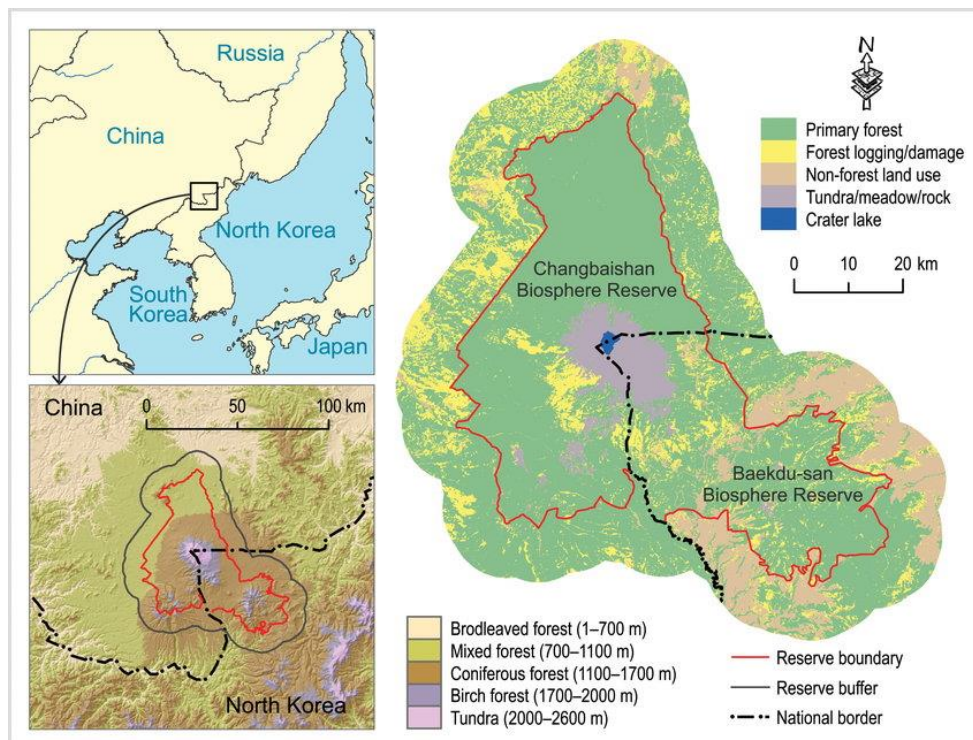 Russia
China
North Korea
South
Korea
Japan
China
0 50 100 km
North Korea
N
Primary forest
Forest logging/damage
Non-forest land use
Tundra/meadow/rock
Crater lake
0 10 20 km
Changbaishan
Biosphere Reserve
Baekdu-san
Biosphere Reserve
Brodleaved forest (1–700 m)
Mixed forest (700–1100 m)
Coniferous forest (1100–1700 m)
Birch forest (1700–2000 m)
Tundra (2000–2600 m)
Reserve boundary
Reserve buffer
National border